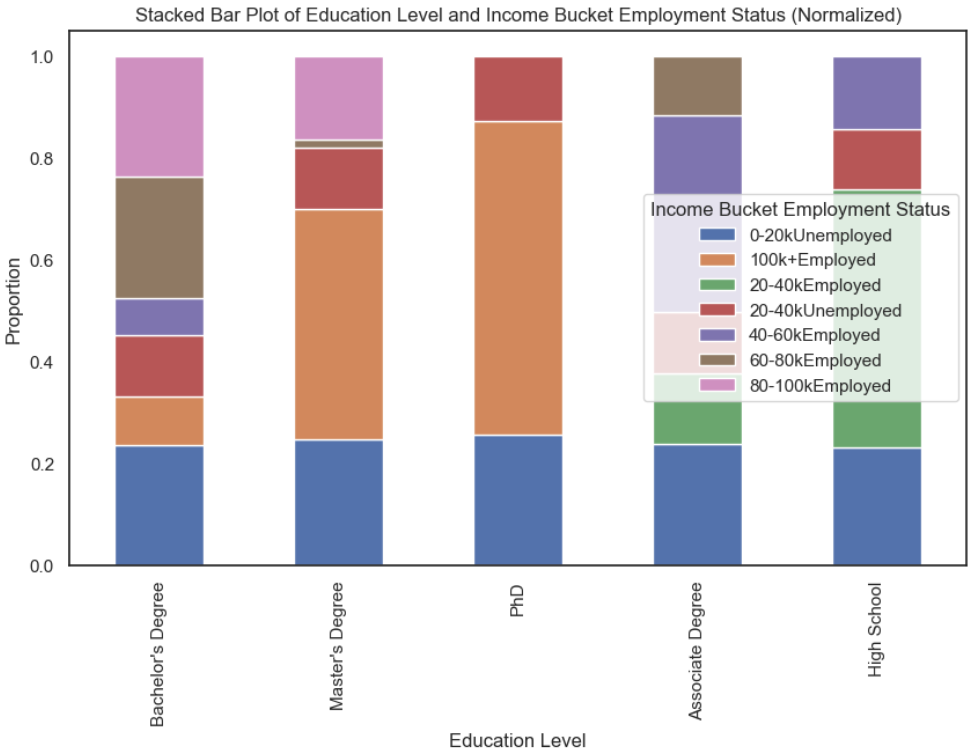 Stacked Bar Plot of Education Level and Income Bucket Employment Status (Normalized)
1.0
0.8
0.6
0.4
0.2
0.0
Proportion
Income Bucket Employment Status
0-20kUnemployed
100k+Employed
20-40kEmployed
20-40kUnemployed
40-60kEmployed
60-80kEmployed
80-100kEmployed
Bachelor's Degree
Master's Degree
PhD
Associate Degree
High School
Education Level